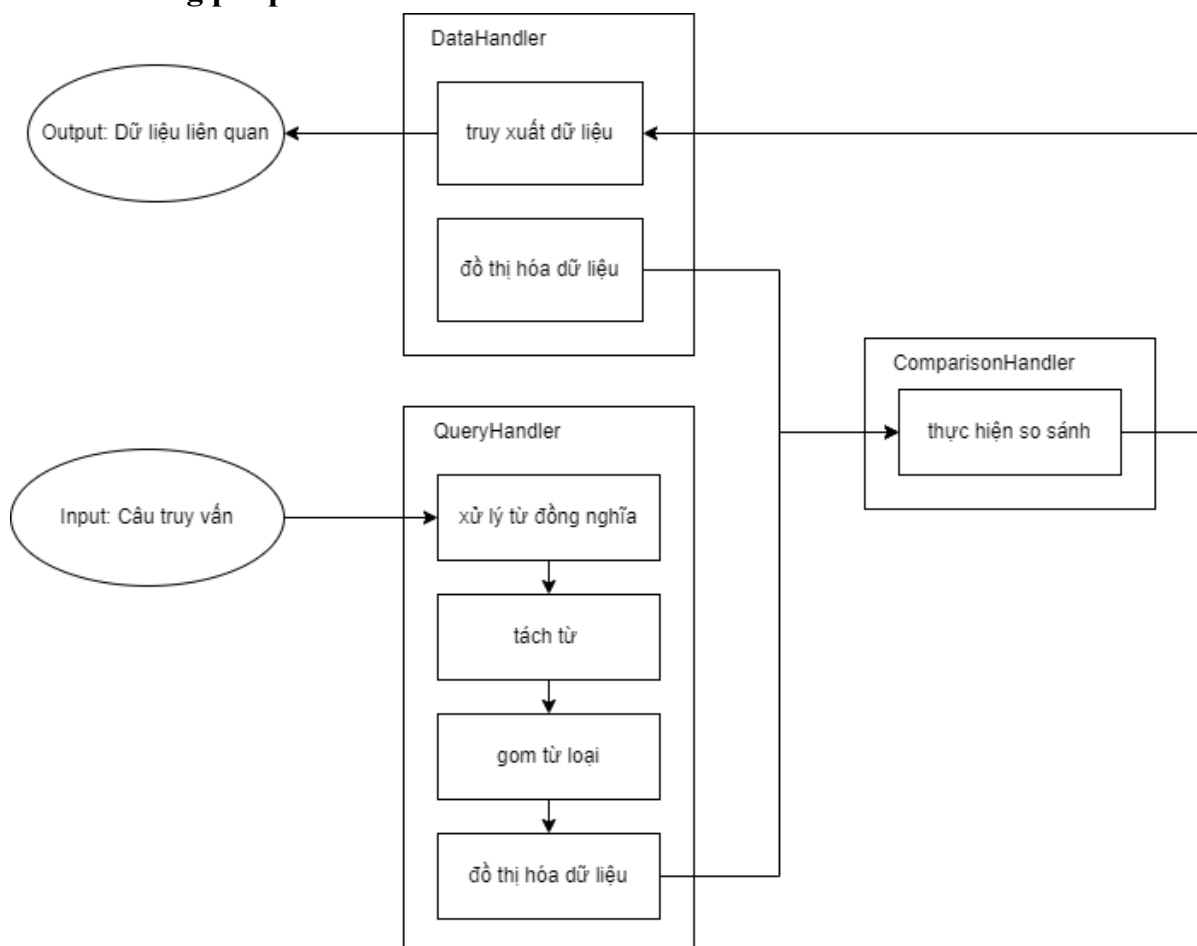 DataHandler
Output: Dữ liệu liên quan
truy xuất dữ liệu
đồ thị hóa dữ liệu
ComparisonHandler
thực hiện so sánh
QueryHandler
Input: Câu truy vấn
xử lý từ đồng nghĩa
tách từ
gom từ loại
đồ thị hóa dữ liệu